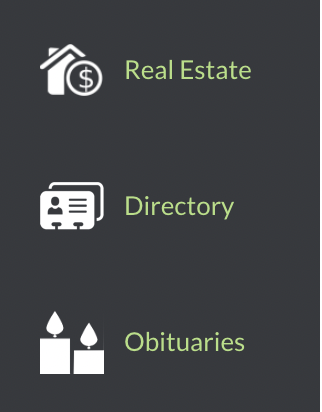 $ Real Estate
Directory
Obituaries